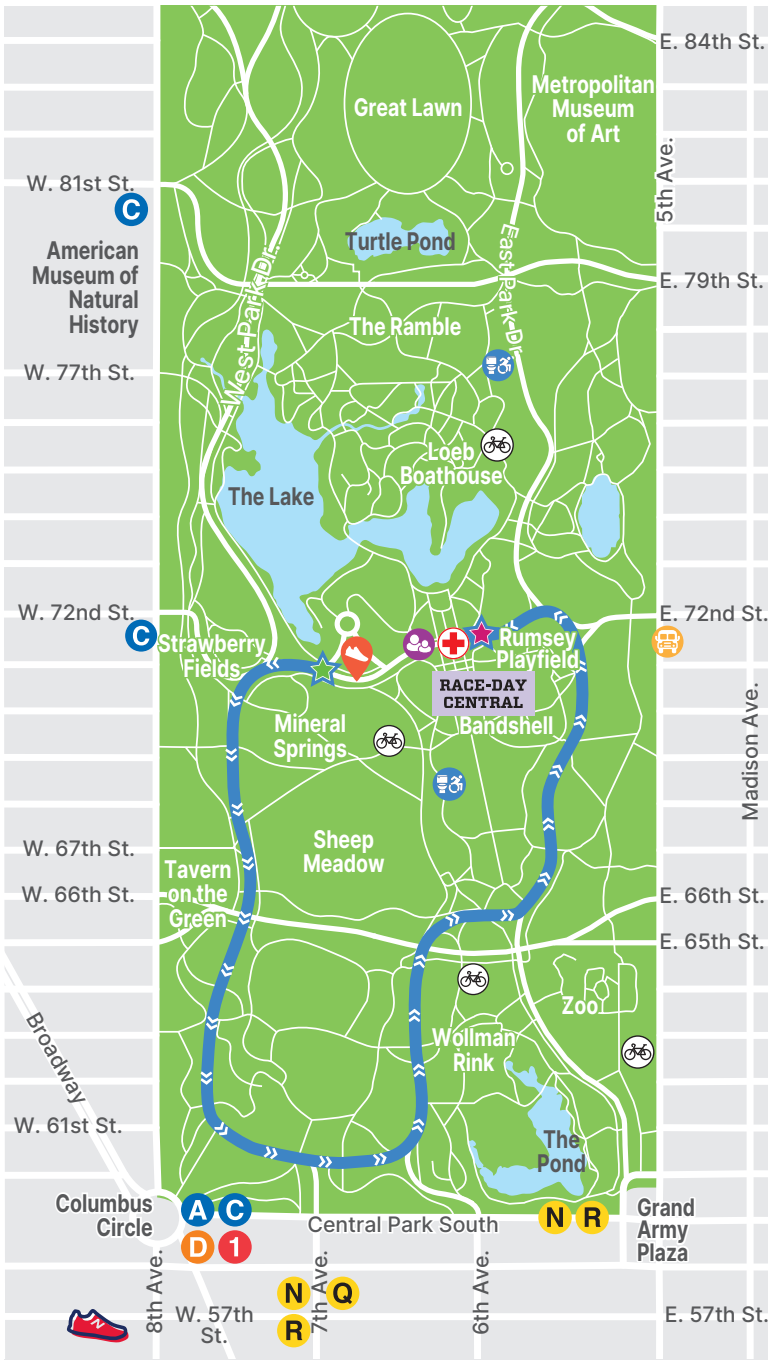 E. 84th St.
Great Lawn
Metropolitan
Museum
of Art
5th Ave.
W. 81st St.
C
American
Museum of
Natural
History
Turtle Pond
East Park Dr.
West Park Dr.
E. 79th St.
The Ramble
W. 77th St.
Loeb
Boathouse
The Lake
W. 72nd St.
C
Strawberry
Fields
E. 72nd St.
Rumsey
Playfield
RACE-DAY
CENTRAL
Bandshell
Mineral
Springs
Madison Ave.
W. 67th St.
Sheep
Meadow
Tavern
on the
Green
W. 66th St.
E. 66th St.
E. 65th St.
Zoo
Broadway
Wollman
Rink
W. 61st St.
The
Pond
Columbus
Circle
A C
D 1
Central Park South
N R
Grand
Army
Plaza
8th Ave.
W. 57th
St.
N Q
R
7th Ave.
6th Ave.
E. 57th St.
N